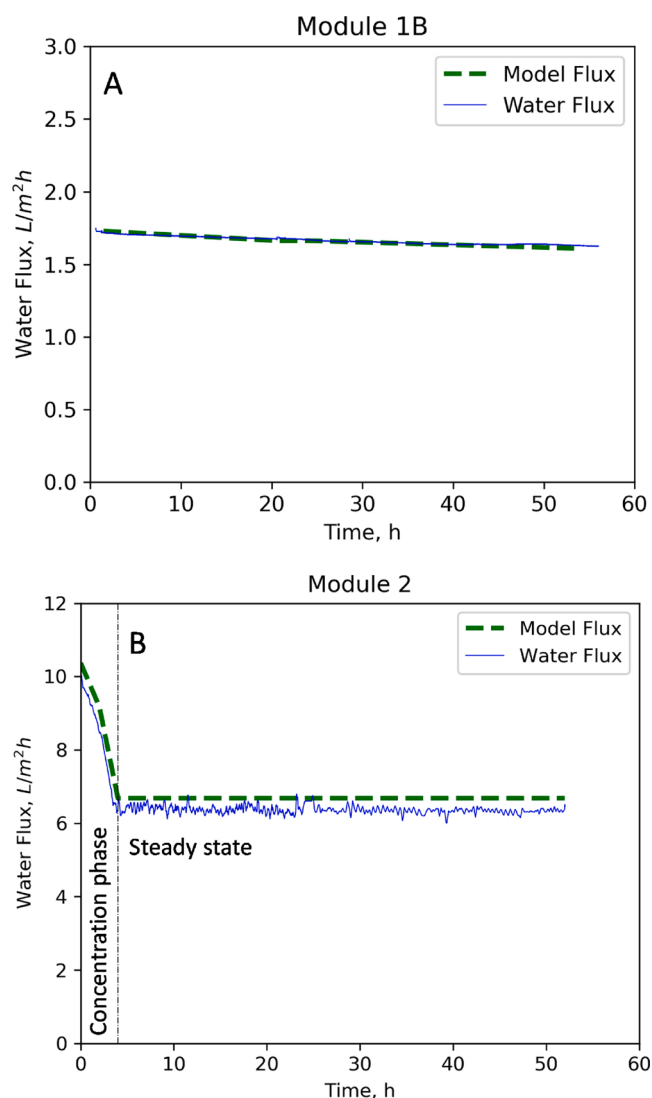 Module 1B
A
Model Flux
Water Flux
3.0
2.5
2.0
1.5
1.0
0.5
0.0
Water Flux, L/m²h
0 10 20 30 40 50 60
Time, h
Module 2
B
Model Flux
Water Flux
12
10
8
6
4
2
0
Water Flux, L/m²h
Concentration phase
Steady state
0 10 20 30 40 50 60
Time, h